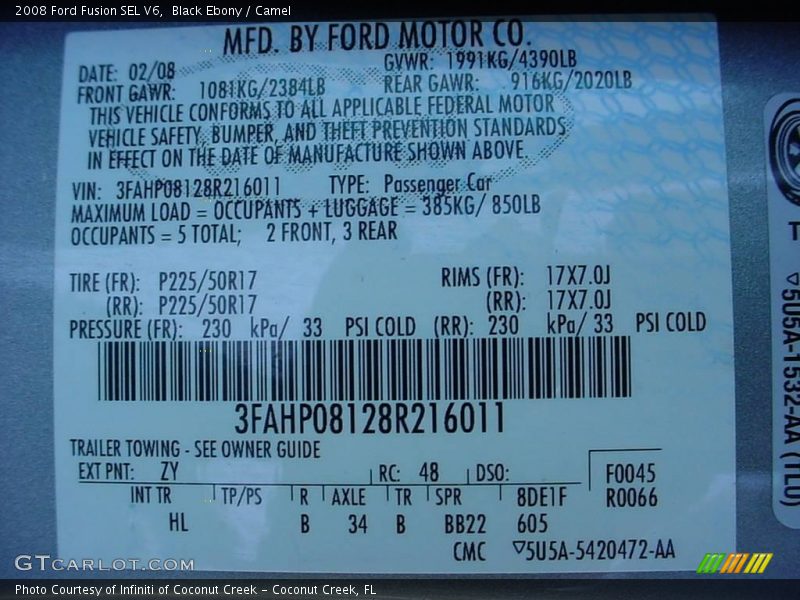 2008 Ford Fusion SEL V6,  Black Ebony / Camel
MFD. BY FORD MOTOR CO.
DATE: 02/08 GVWR: 1991KG/4390LB
FRONT GAWR: 1081KG/2384LB REAR GAWR: 916KG/2020LB
THIS VEHICLE CONFORMS TO ALL APPLICABLE FEDERAL MOTOR
VEHICLE SAFETY, BUMPER, AND THEFT PREVENTION STANDARDS
IN EFFECT ON THE DATE OF MANUFACTURE SHOWN ABOVE
VIN: 3FAHP08128R216011 TYPE: Passenger Car
MAXIMUM LOAD = OCCUPANTS + LUGGAGE = 385KG/ 850LB
OCCUPANTS = 5 TOTAL; 2 FRONT, 3 REAR
TIRE (FR): P225/50R17 RIMS (FR): 17X7.0J
(RR): P225/50R17 (RR): 17X7.0J
PRESSURE (FR): 230 kPa/ 33 PSI COLD (RR): 230 kPa/ 33 PSI COLD
3FAHP08128R216011
TRAILER TOWING - SEE OWNER GUIDE
EXT PNT: ZY RC: 48 DSO: F0045
INT TR TP/PS R AXLE TR SPR 8DE1F R0066
HL B 34 B BB22 605
CMC ▽5U5A-5420472-AA
▽5U5A-1532-AA (TL0)
GTCarLot.com
Photo Courtesy of Infiniti of Coconut Creek – Coconut Creek, FL